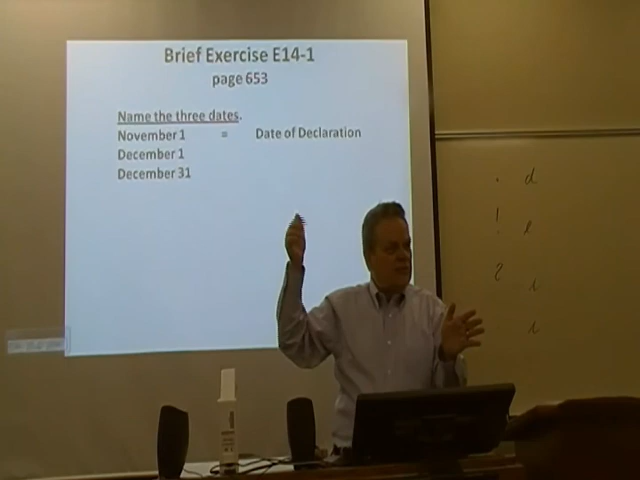 Brief Exercise E14-1
page 653
Name the three dates.
November 1 = Date of Declaration
December 1
December 31
. d
! e
? i
i